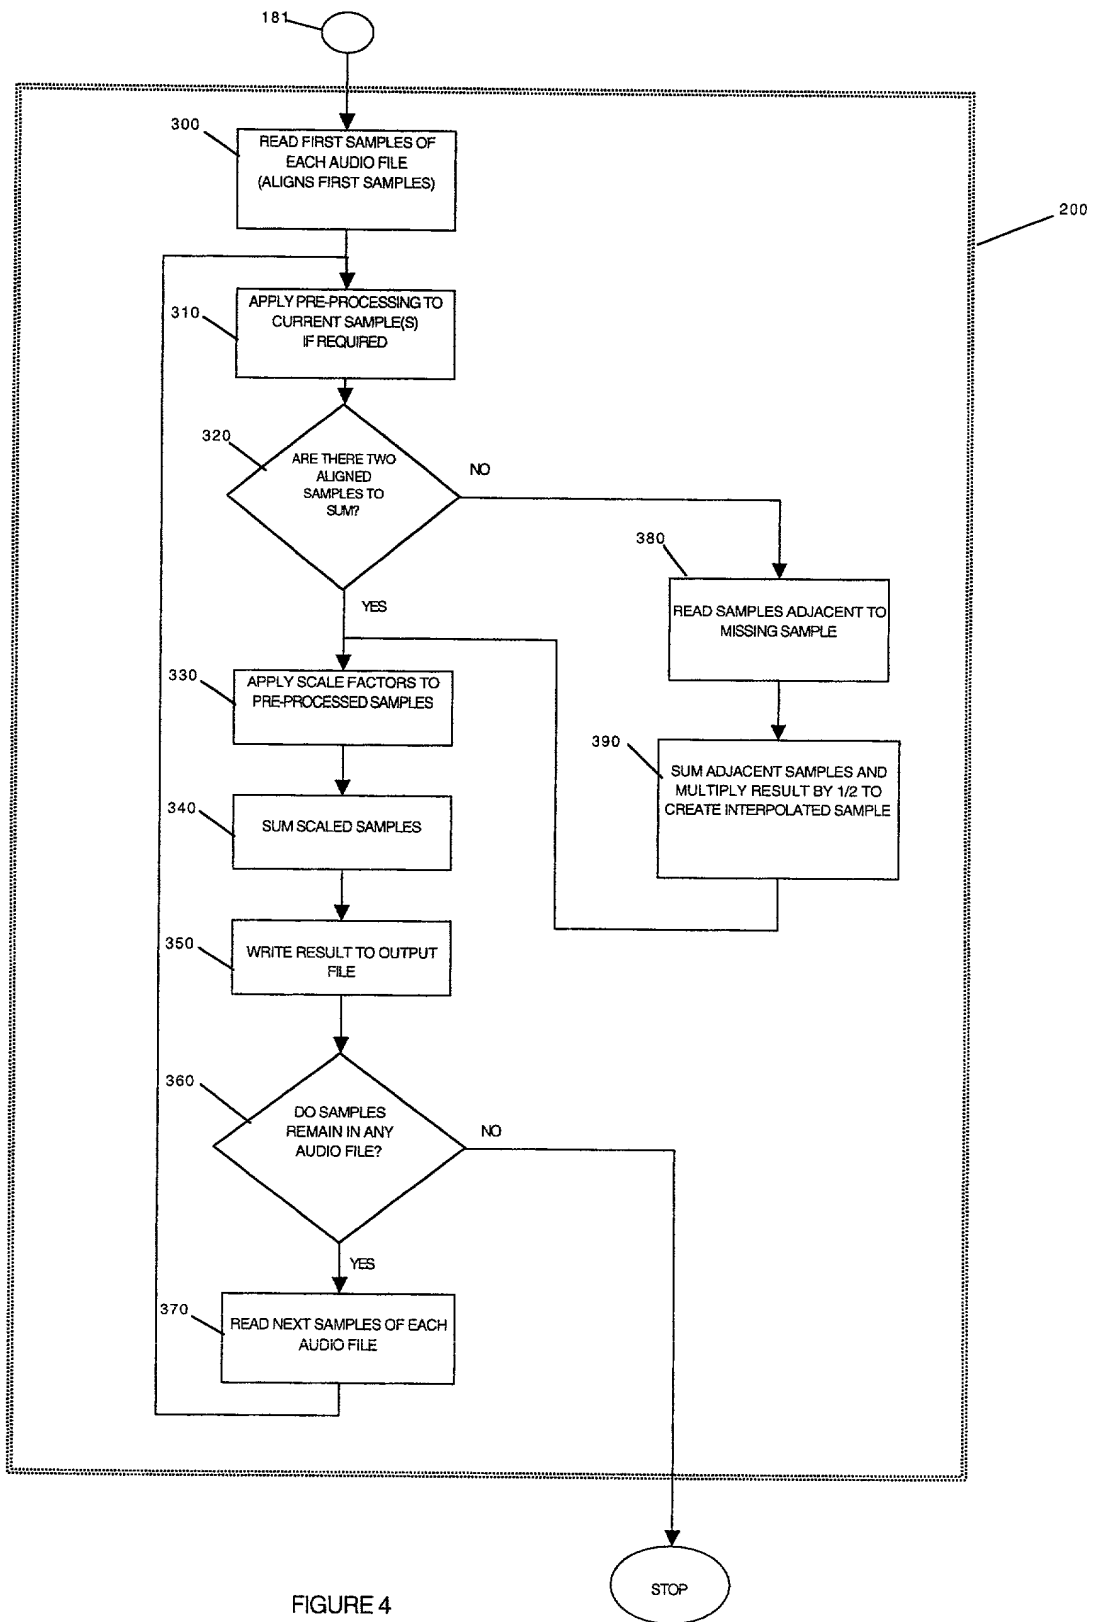 181
300
READ FIRST SAMPLES OF
EACH AUDIO FILE
(ALIGNS FIRST SAMPLES)
200
310
APPLY PRE-PROCESSING TO
CURRENT SAMPLE(S)
IF REQUIRED
320
ARE THERE TWO
ALIGNED
SAMPLES TO
SUM?
NO
YES
380
READ SAMPLES ADJACENT TO
MISSING SAMPLE
330
APPLY SCALE FACTORS TO
PRE-PROCESSED SAMPLES
390
SUM ADJACENT SAMPLES AND
MULTIPLY RESULT BY 1/2 TO
CREATE INTERPOLATED SAMPLE
340
SUM SCALED SAMPLES
350
WRITE RESULT TO OUTPUT
FILE
360
DO SAMPLES
REMAIN IN ANY
AUDIO FILE?
NO
YES
370
READ NEXT SAMPLES OF EACH
AUDIO FILE
STOP
FIGURE 4